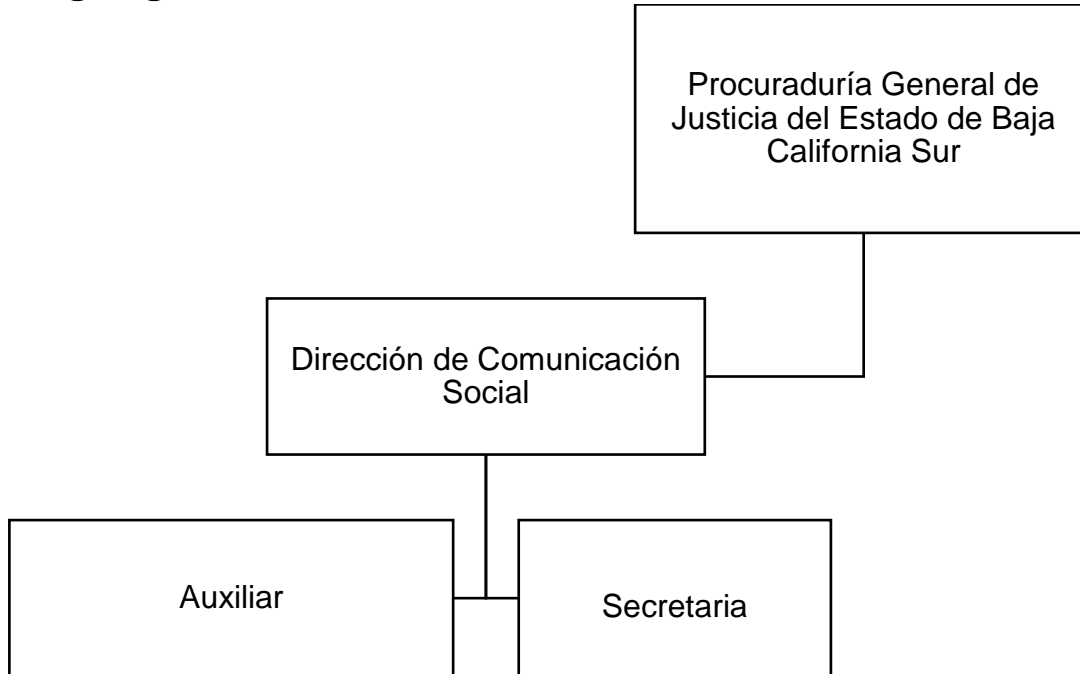 Procuraduría General de
Justicia del Estado de Baja
California Sur
Dirección de Comunicación
Social
Auxiliar
Secretaria